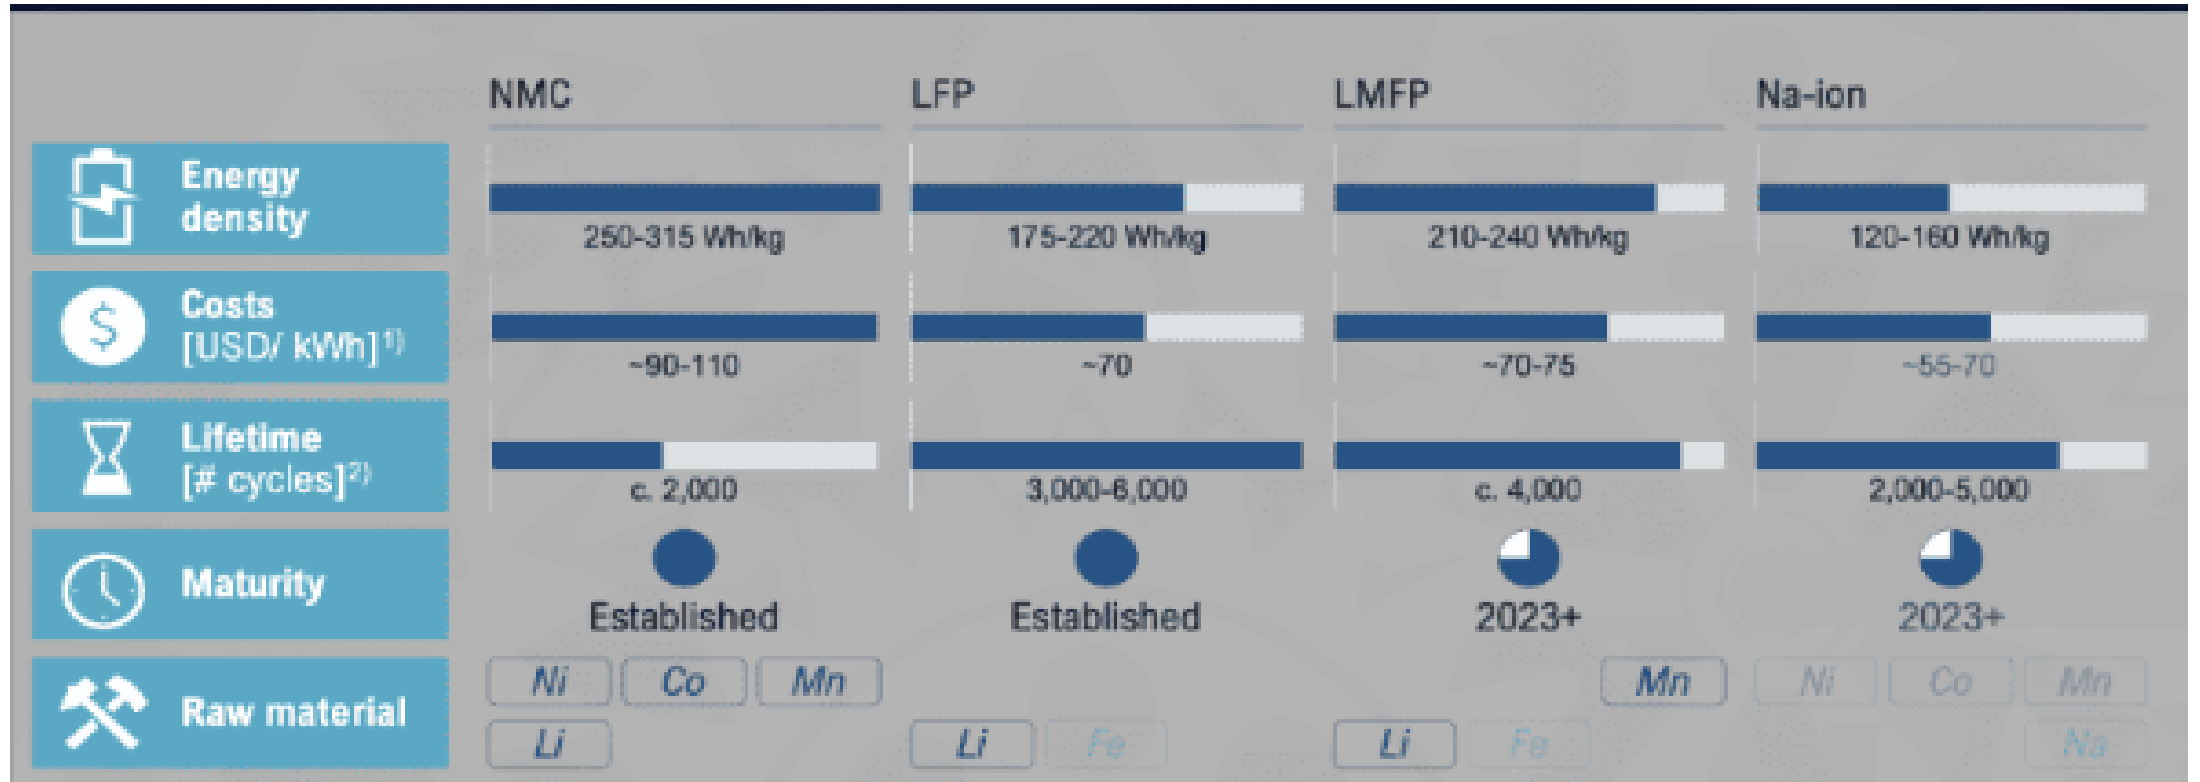 NMC LFP LMFP Na-ion
Energy
density
250-315 Wh/kg 175-220 Wh/kg 210-240 Wh/kg 120-160 Wh/kg
Costs
[USD/ kWh]1)
~90-110 ~70 ~70-75 ~55-70
Lifetime
[# cycles]2)
c. 2,000 3,000-6,000 c. 4,000 2,000-5,000
Maturity
Established Established 2023+ 2023+
Raw material
Ni Co Mn Mn Ni Co Mn
Li Li Fe Li Fe Na